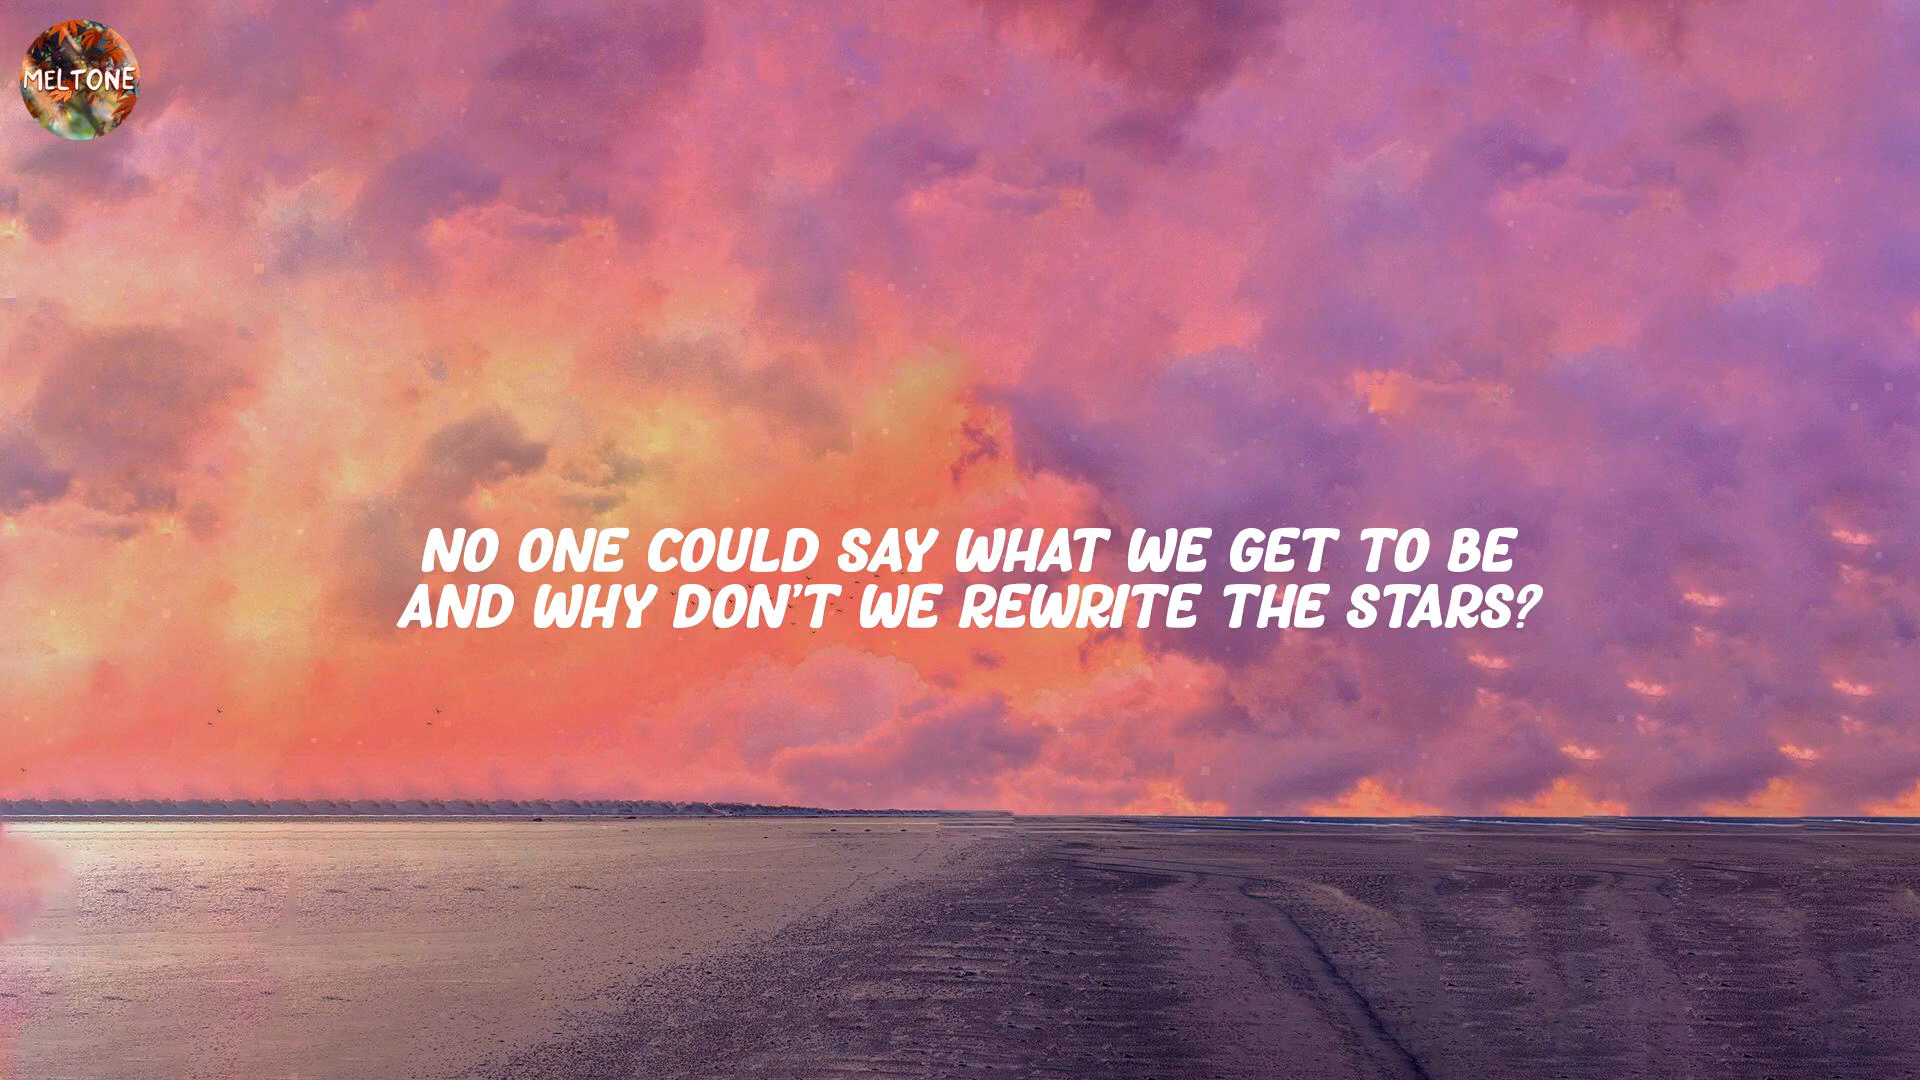 MELTONE
NO ONE COULD SAY WHAT WE GET TO BE
AND WHY DON'T WE REWRITE THE STARS?